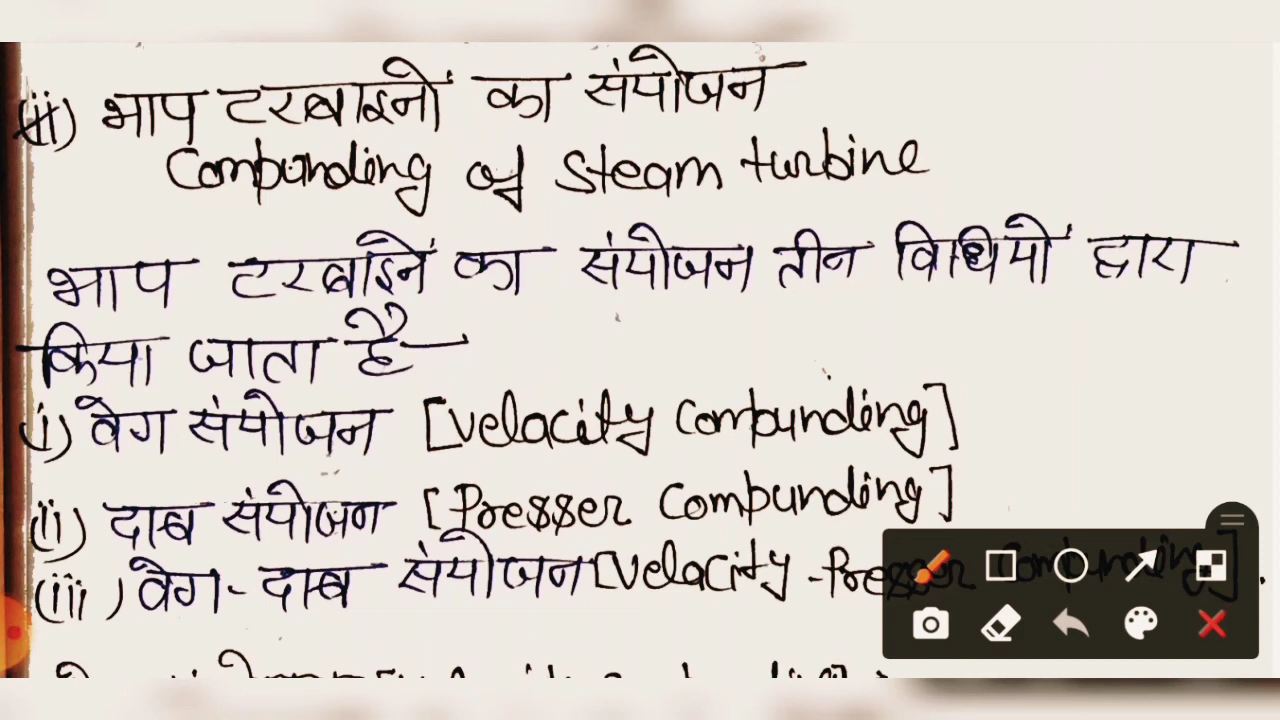 (ii) भाप टरबाइनों का संयोजन
Compunding of Steam turbine
भाप टरबाइनें का संयोजन तीन विधियों द्वारा
किया जाता है-
i) वेग संयोजन [Velacity Compunding]
(ii) दाब संयोजन [Presser Compunding]
(iii) वेग-दाब संयोजन [Velacity-Presser Compunding].